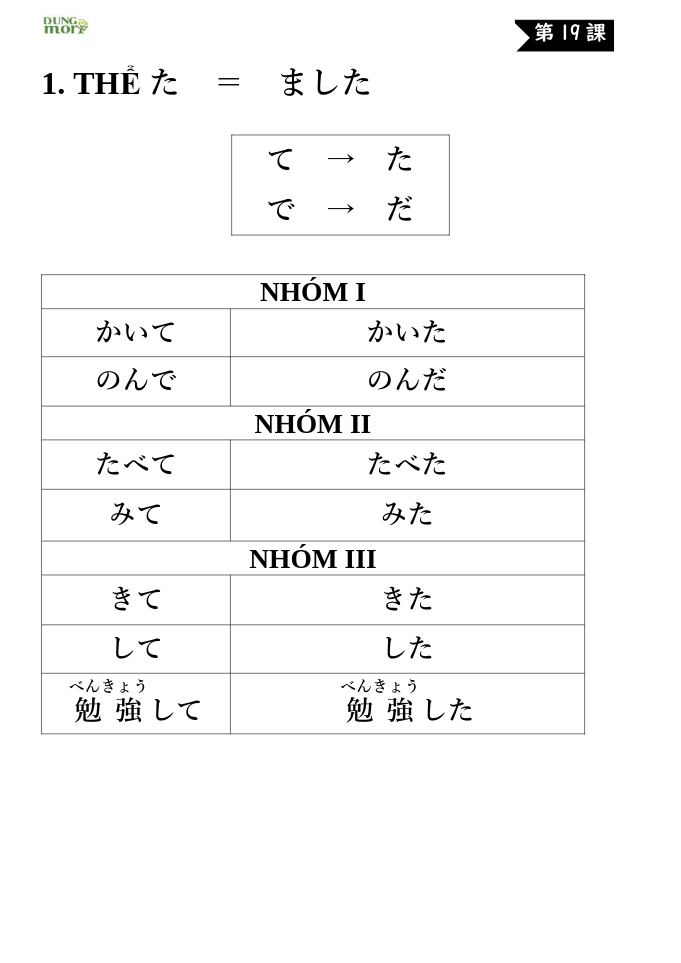 DUNG
mori
第19課
1. THỂ た ＝ ました
て → た
で → だ
NHÓM I
かいて かいた
のんで のんだ
NHÓM II
たべて たべた
みて みた
NHÓM III
きて きた
して した
べんきょう べんきょう
勉強して 勉強した